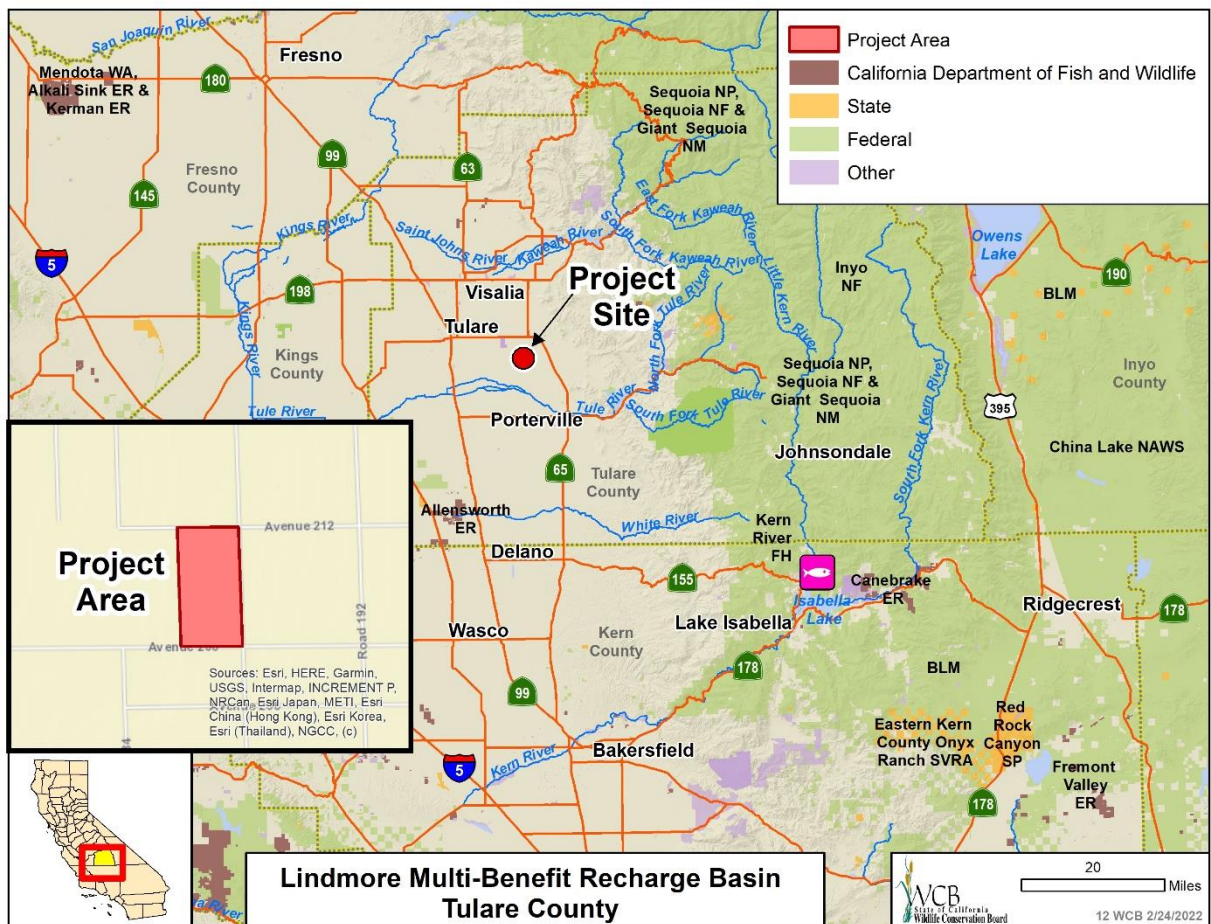 San Joaquin River
Fresno
180
Mendota WA,
Alkali Sink ER &
Kerman ER
99
63
Fresno
County
145
Sequoia NP,
Sequoia NF &
Giant Sequoia
NM
Project Area
California Department of Fish and Wildlife
State
Federal
Other
Kings River
Saint Johns River
Kaweah River
East Fork Kaweah River
South Fork Kaweah River
Little Kern River
Owens
Lake
190
5
198
Visalia
Project
Site
Inyo
NF
BLM
Kings River
Kings
County
Tulare
North Fork Tule River
Inyo
County
Sequoia NP,
Sequoia NF &
Giant Sequoia
NM
395
Tule River
Tule River
South Fork Tule River
South Fork Kern River
Porterville
Johnsondale
China Lake NAWS
65
Tulare
County
Allensworth
ER
White River
Kern
River
FH
Delano
155
Canebrake
ER
Isabella
Lake
Ridgecrest
178
Wasco
Kern
County
Lake Isabella
178
BLM
99
Eastern Kern
County Onyx
Ranch SVRA
Red
Rock
Canyon
SP
Bakersfield
Kern River
5
Fremont
Valley
ER
178
Avenue 212
Project
Area
Road 192
Sources: Esri, HERE, Garmin,
USGS, Intermap, INCREMENT P,
NRCan, Esri Japan, METI, Esri
China (Hong Kong), Esri Korea,
Esri (Thailand), NGCC, (c)
Lindmore Multi-Benefit Recharge Basin
Tulare County
WCB
State of California
Wildlife Conservation Board
20
Miles
12 WCB 2/24/2022